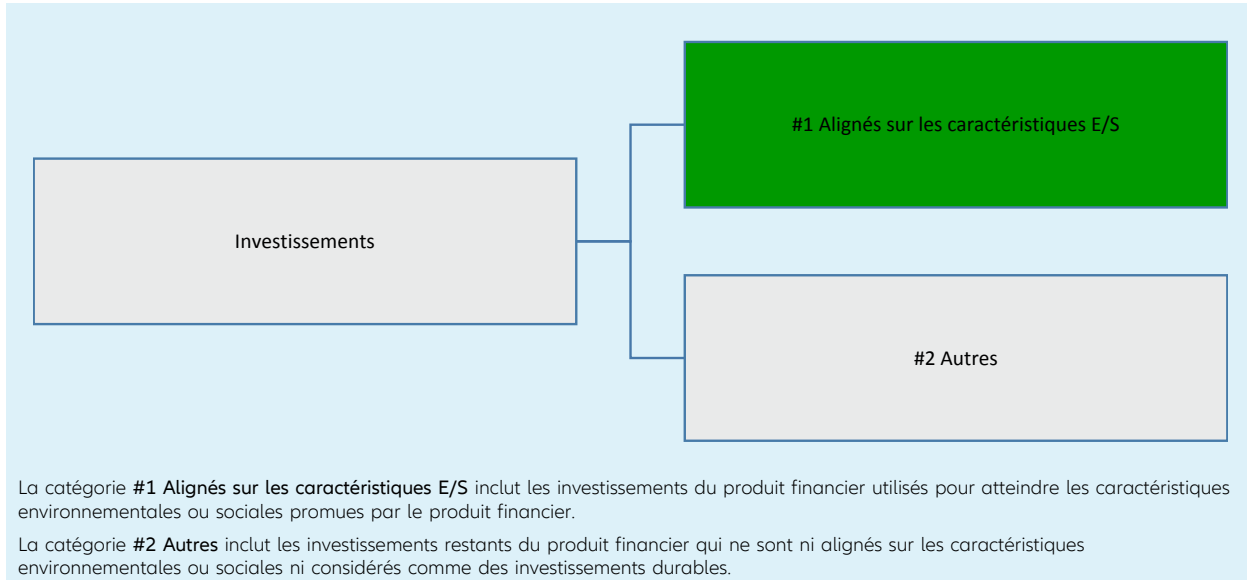 #1 Alignés sur les caractéristiques E/S
Investissements
#2 Autres
La catégorie #1 Alignés sur les caractéristiques E/S inclut les investissements du produit financier utilisés pour atteindre les caractéristiques
environnementales ou sociales promues par le produit financier.
La catégorie #2 Autres inclut les investissements restants du produit financier qui ne sont ni alignés sur les caractéristiques
environnementales ou sociales ni considérés comme des investissements durables.